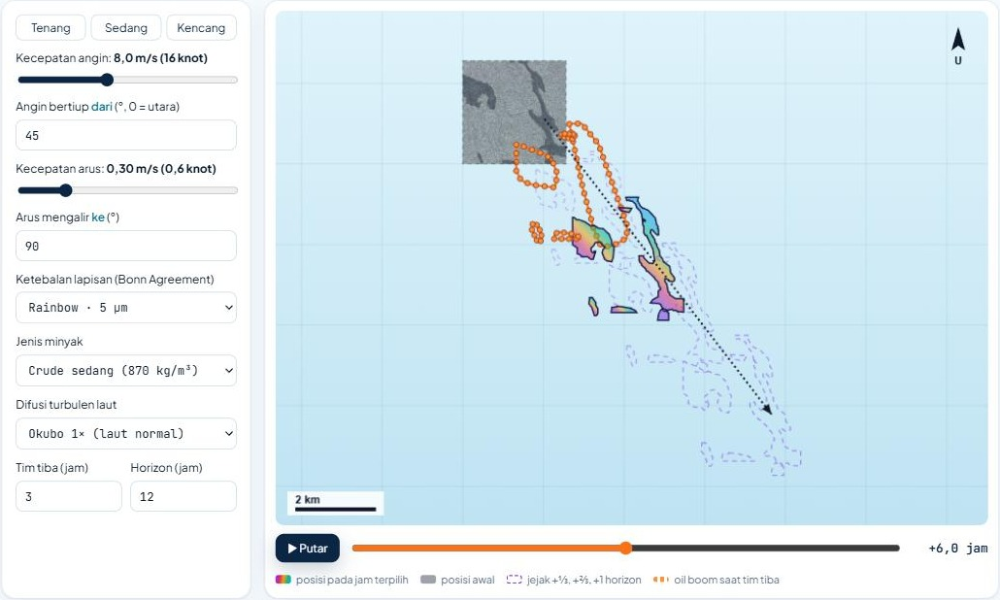 Tenang Sedang Kencang
Kecepatan angin: 8,0 m/s (16 knot)
Angin bertiup dari (°, 0 = utara)
45
Kecepatan arus: 0,30 m/s (0,6 knot)
Arus mengalir ke (°)
90
Ketebalan lapisan (Bonn Agreement)
Rainbow · 5 µm
Jenis minyak
Crude sedang (870 kg/m³)
Difusi turbulen laut
Okubo 1× (laut normal)
Tim tiba (jam) Horizon (jam)
3 12
U
2 km
Putar
+6,0 jam
posisi pada jam terpilih posisi awal jejak +⅓, +⅔, +1 horizon oil boom saat tim tiba